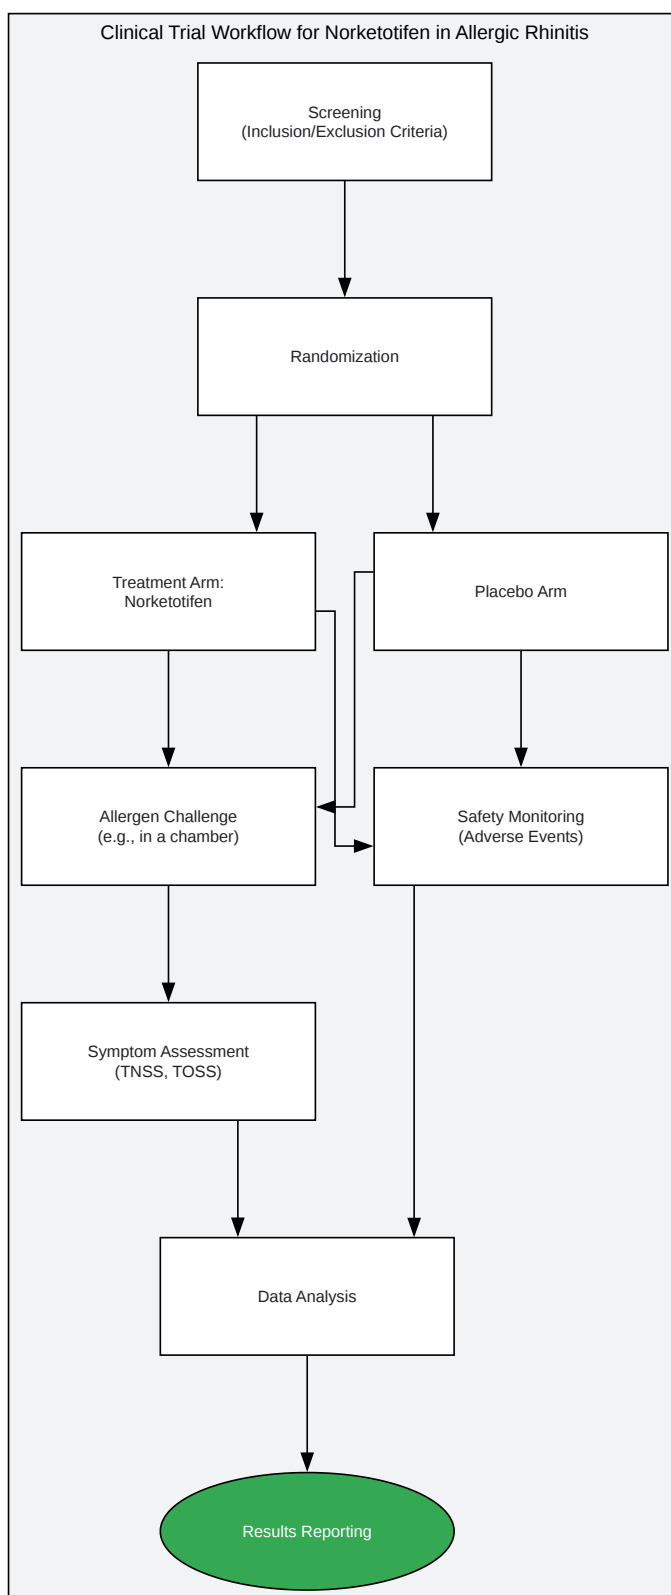 Clinical Trial Workflow for Norketotifen in Allergic Rhinitis
Screening
(Inclusion/Exclusion Criteria)
Randomization
Treatment Arm:
Norketotifen
Placebo Arm
Allergen Challenge
(e.g., in a chamber)
Safety Monitoring
(Adverse Events)
Symptom Assessment
(TNSS, TOSS)
Data Analysis
Results Reporting